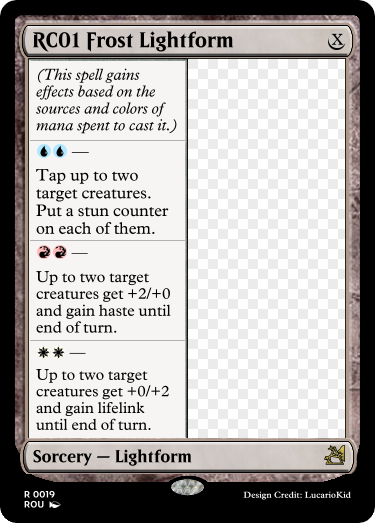 RC01 Frost Lightform X
(This spell gains
effects based on the
sources and colors of
mana spent to cast it.)
—
Tap up to two
target creatures.
Put a stun counter
on each of them.
—
Up to two target
creatures get +2/+0
and gain haste until
end of turn.
—
Up to two target
creatures get +0/+2
and gain lifelink
until end of turn.
Sorcery — Lightform
R 0019
ROU
Design Credit: LucarioKid